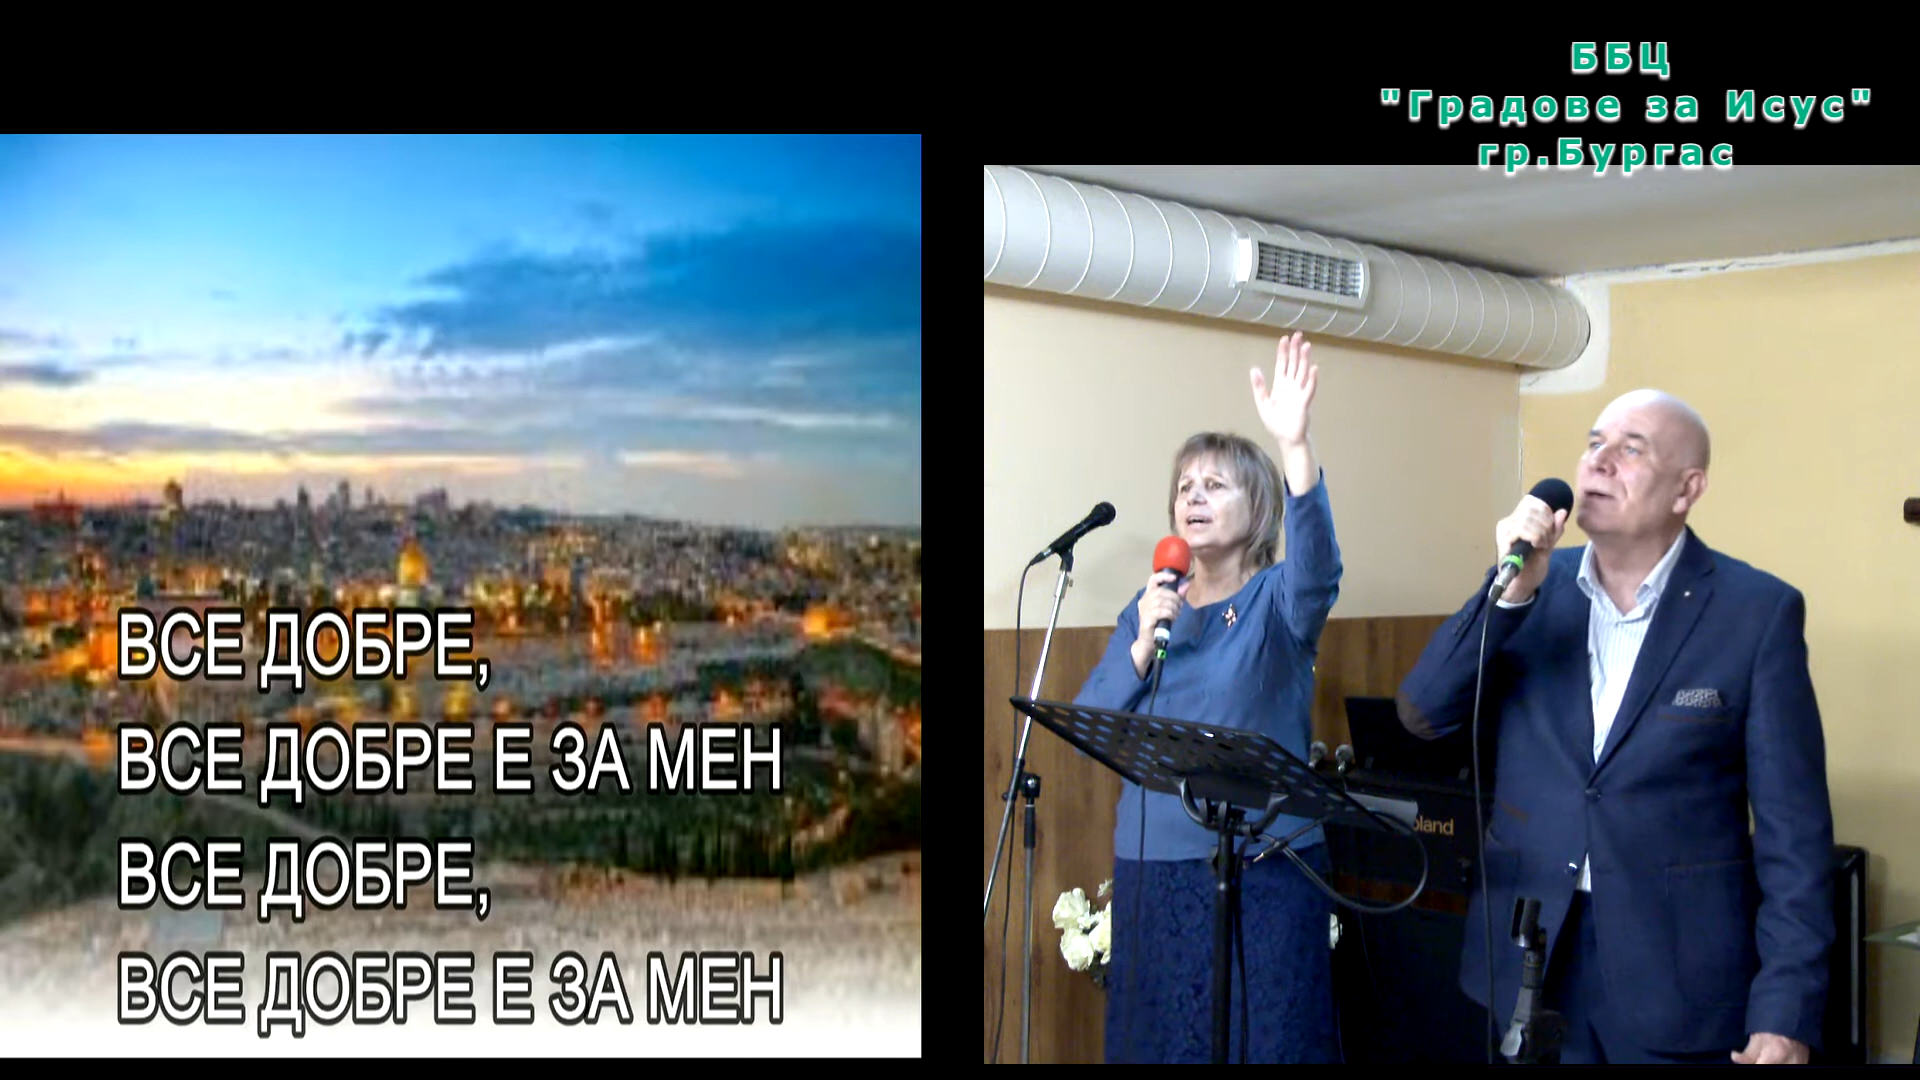 ББЦ
"Градове за Исус"
гр.Бургас
ВСЕ ДОБРЕ,
ВСЕ ДОБРЕ Е ЗА МЕН
ВСЕ ДОБРЕ,
ВСЕ ДОБРЕ Е ЗА МЕН